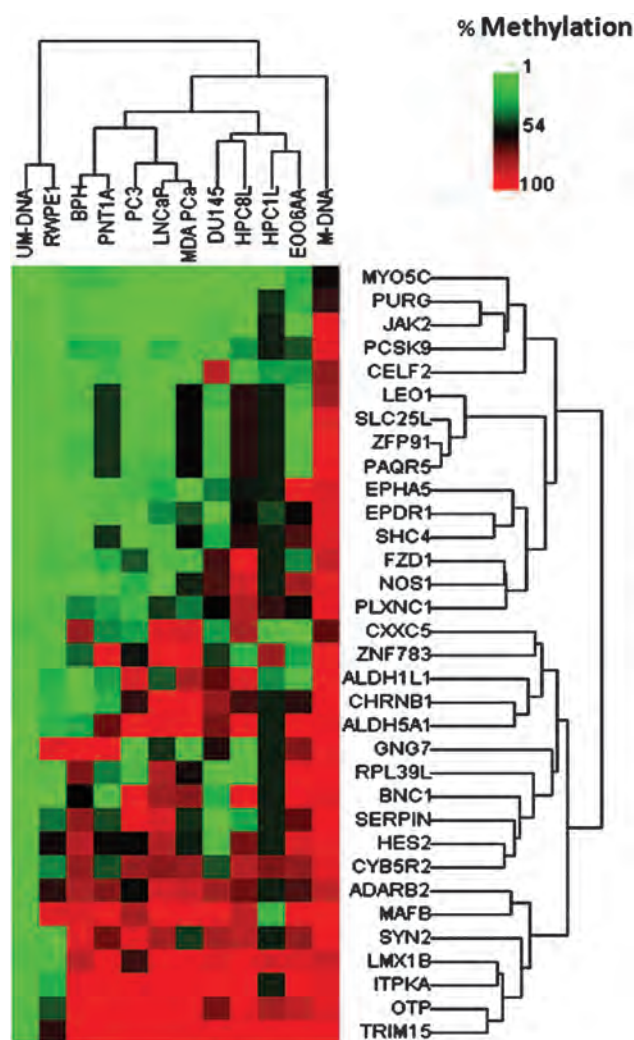 % Methylation
1
54
100
UM-DNA
RWPE1
BPH
PNT1A
PC3
LNCaP
MDA PCa
DU145
HPC8L
HPC1L
E006AA
M-DNA
MYO5C
PURG
JAK2
PCSK9
CELF2
LEO1
SLC25L
ZFP91
PAQR5
EPHA5
EPDR1
SHC4
FZD1
NOS1
PLXNC1
CXXC5
ZNF783
ALDH1L1
CHRNB1
ALDH5A1
GNG7
RPL39L
BNC1
SERPIN
HES2
CYB5R2
ADARB2
MAFB
SYN2
LMX1B
ITPKA
OTP
TRIM15